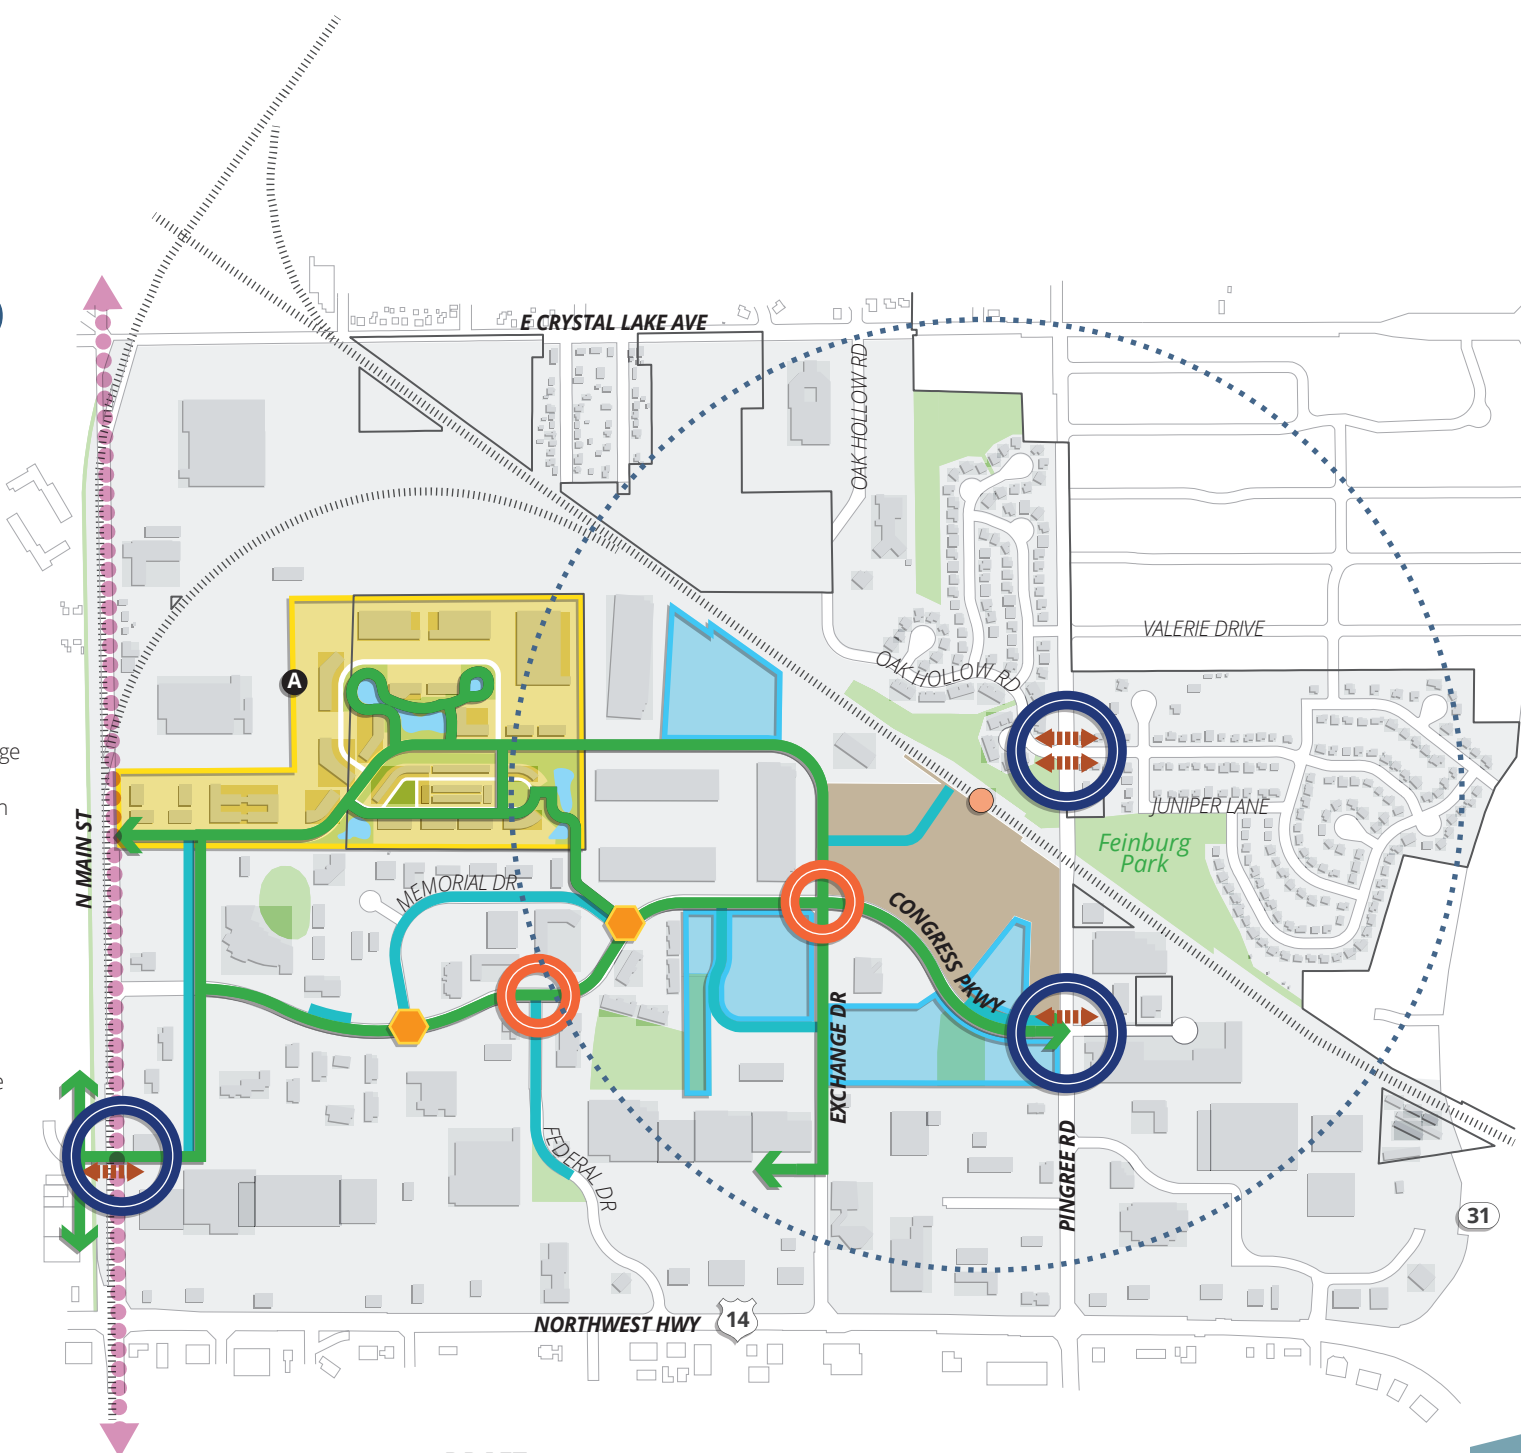 E CRYSTAL LAKE AVE
OAK HOLLOW RD
VALERIE DRIVE
OAK HOLLOW RD
A
ge
JUNIPER LANE
n
Feinburg
Park
N MAIN ST
MEMORIAL DR
CONGRESS PKWY
EXCHANGE DR
e
FEDERAL DR
PINGREE RD
31
NORTHWEST HWY
14